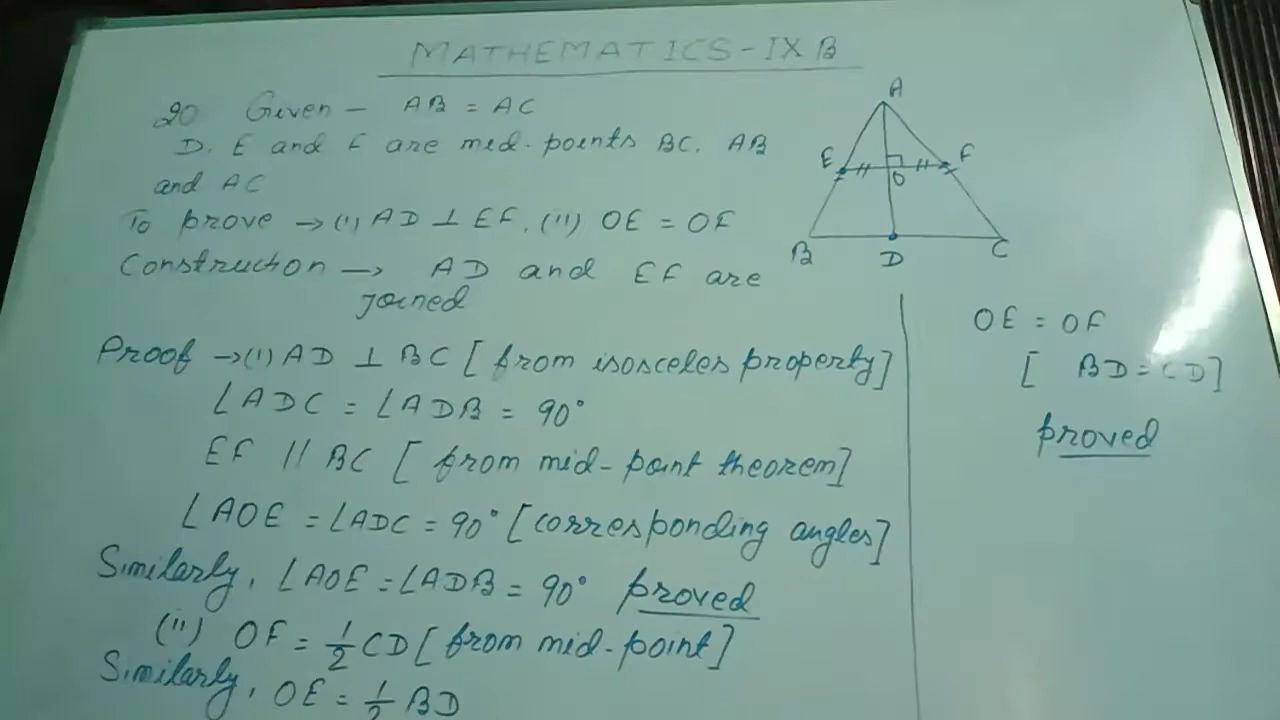 MATHEMATICS - IX B
20 Given - AB = AC
D, E and F are mid-points BC, AB
and AC
To prove → (i) AD ⊥ EF, (ii) OE = OF
Construction → AD and EF are
joined
Proof → (i) AD ⊥ BC [from isosceles property]
∠ADC = ∠ADB = 90°
EF // BC [from mid-point theorem]
∠AOE = ∠ADC = 90° [corresponding angles]
Similarly, ∠AOE = ∠ADB = 90° proved
(ii) OF = 1/2 CD [from mid-point]
Similarly, OE = 1/2 BD
A
E
F
O
B
D
C
OE = OF
[ BD = CD]
proved